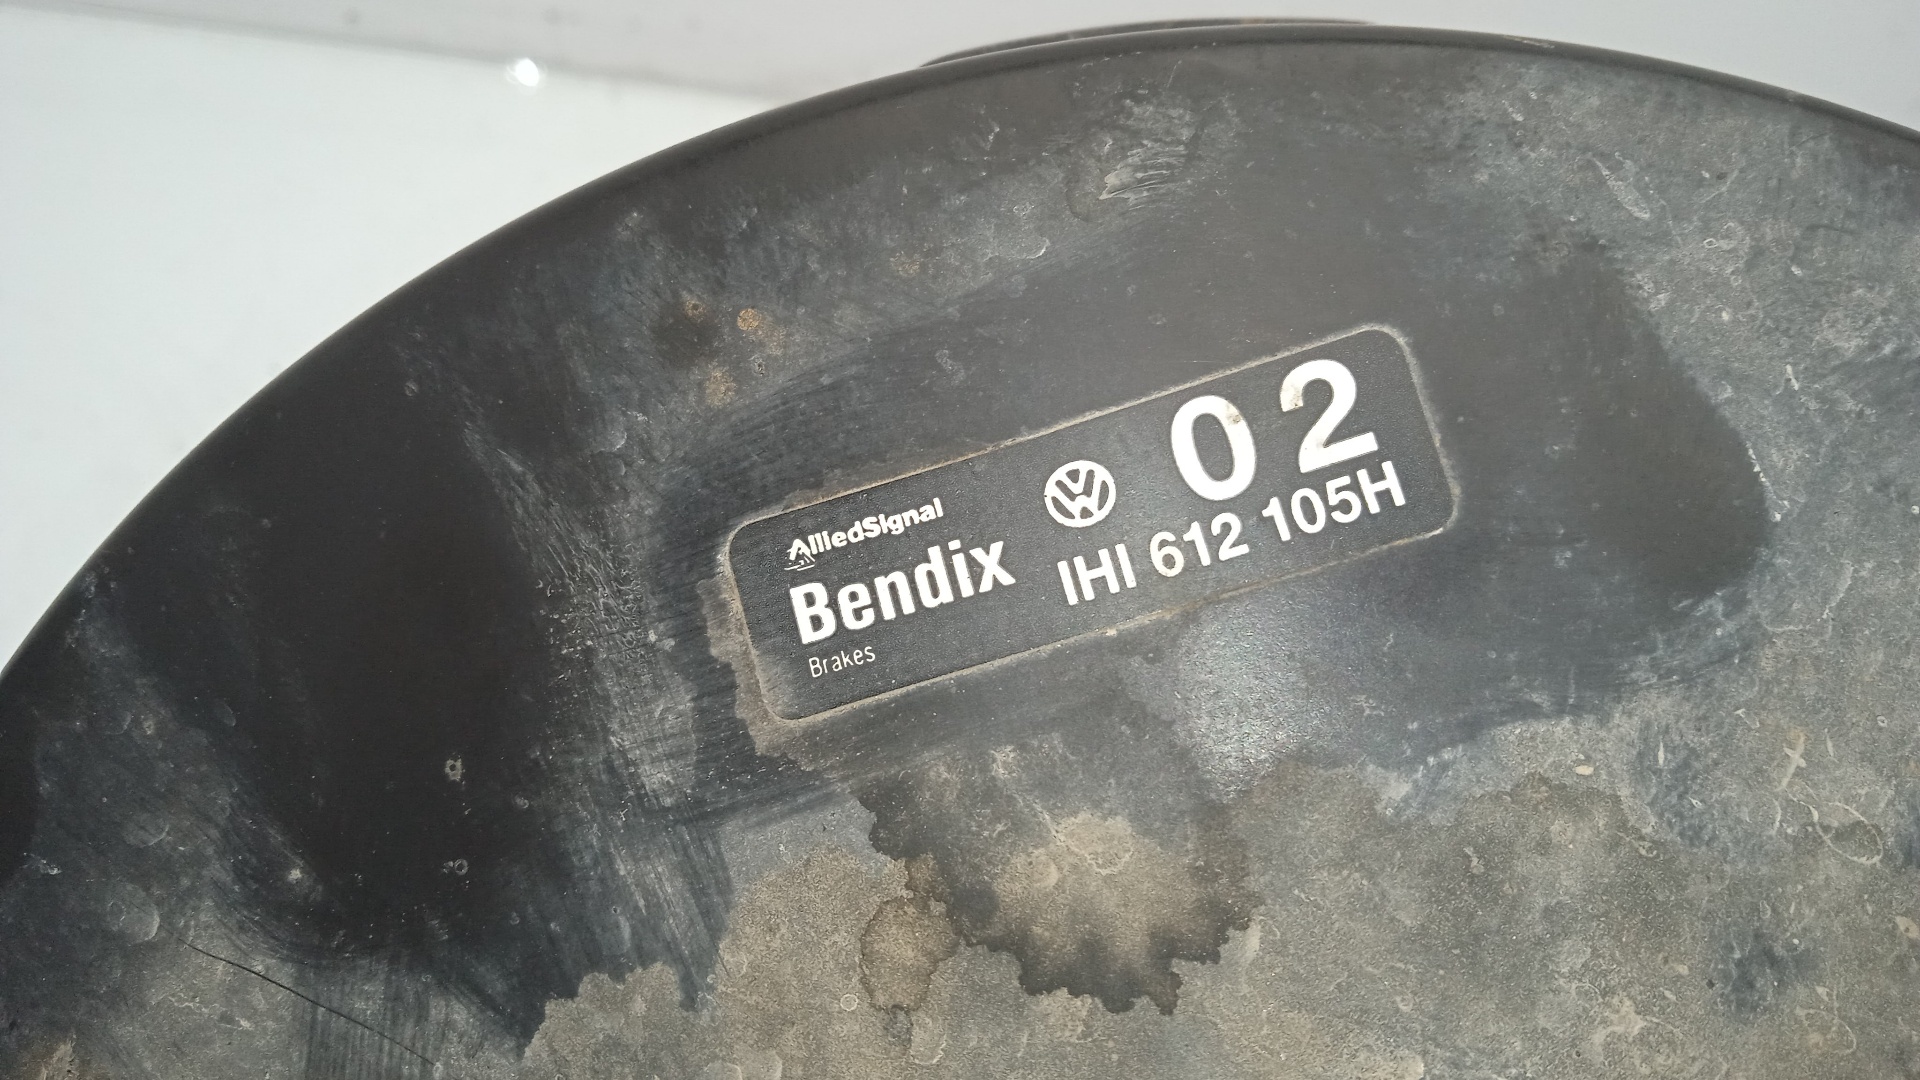 AlliedSignal
Bendix
Brakes
02
IHI 612 105H